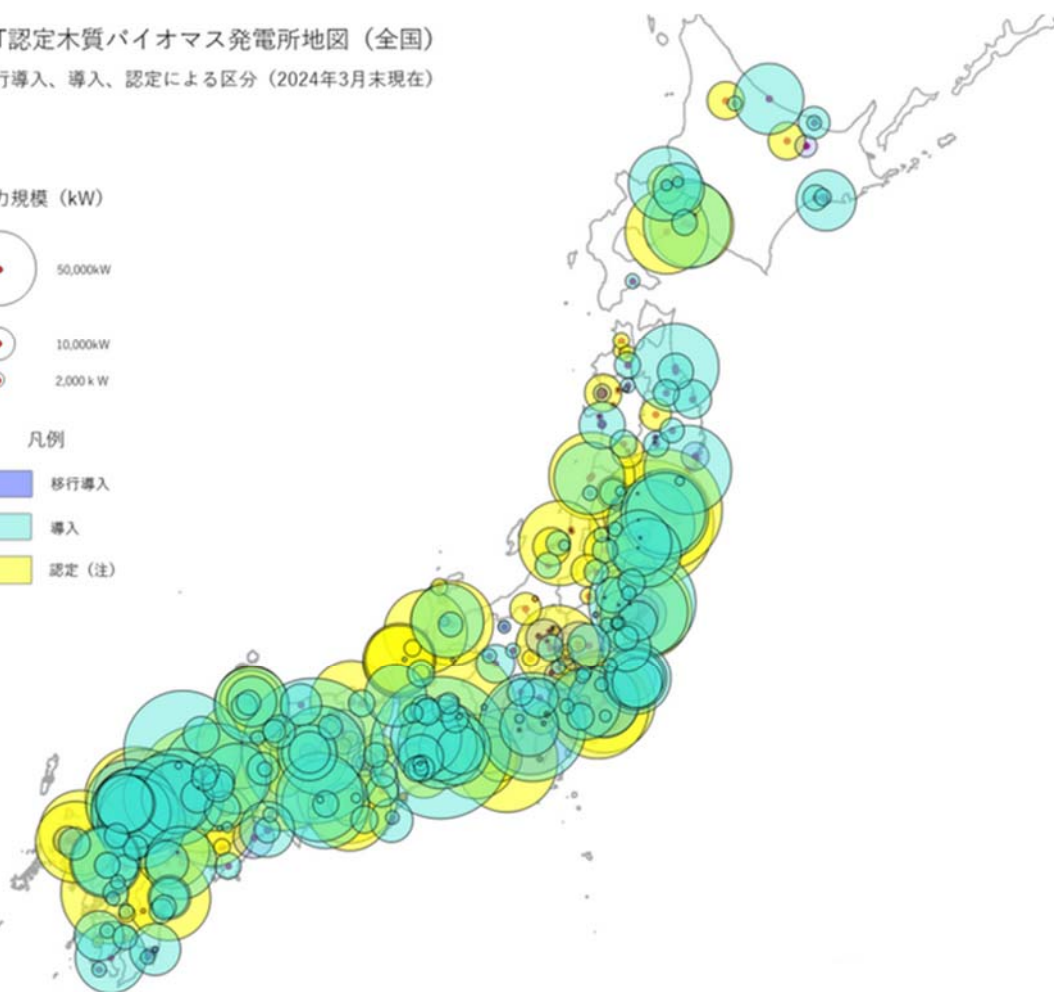 T認定木質バイオマス発電所地図（全国）
行導入、導入、認定による区分（2024年3月末現在）
力規模（kW）
50,000kW
10,000kW
2,000ｋW
凡例
移行導入
導入
認定（注）